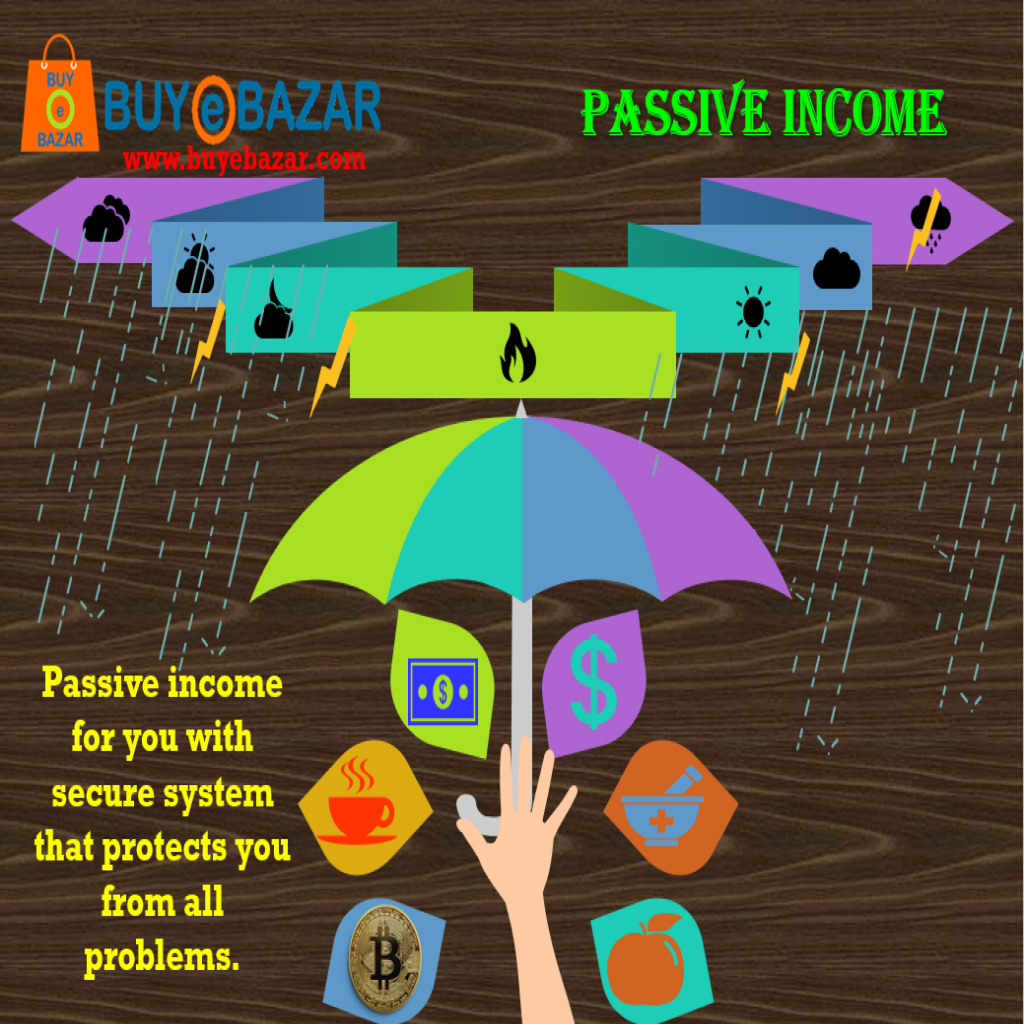 BUY
e
BAZAR
BUYeBAZAR
www.buyebazar.com
PASSIVE INCOME
$
$
Passive income
for you with
secure system
that protects you
from all
problems.